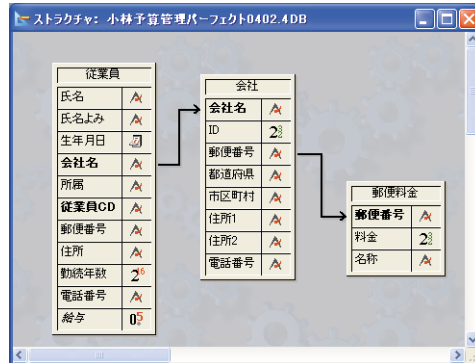 ストラクチャ: 小林予算管理パーフェクト0402.4DB
従業員
氏名
氏名よみ
生年月日
会社名
所属
従業員CD
郵便番号
住所
勤続年数
電話番号
給与
会社
会社名
ID
郵便番号
都道府県
市区町村
住所1
住所2
電話番号
郵便料金
郵便番号
料金
名称